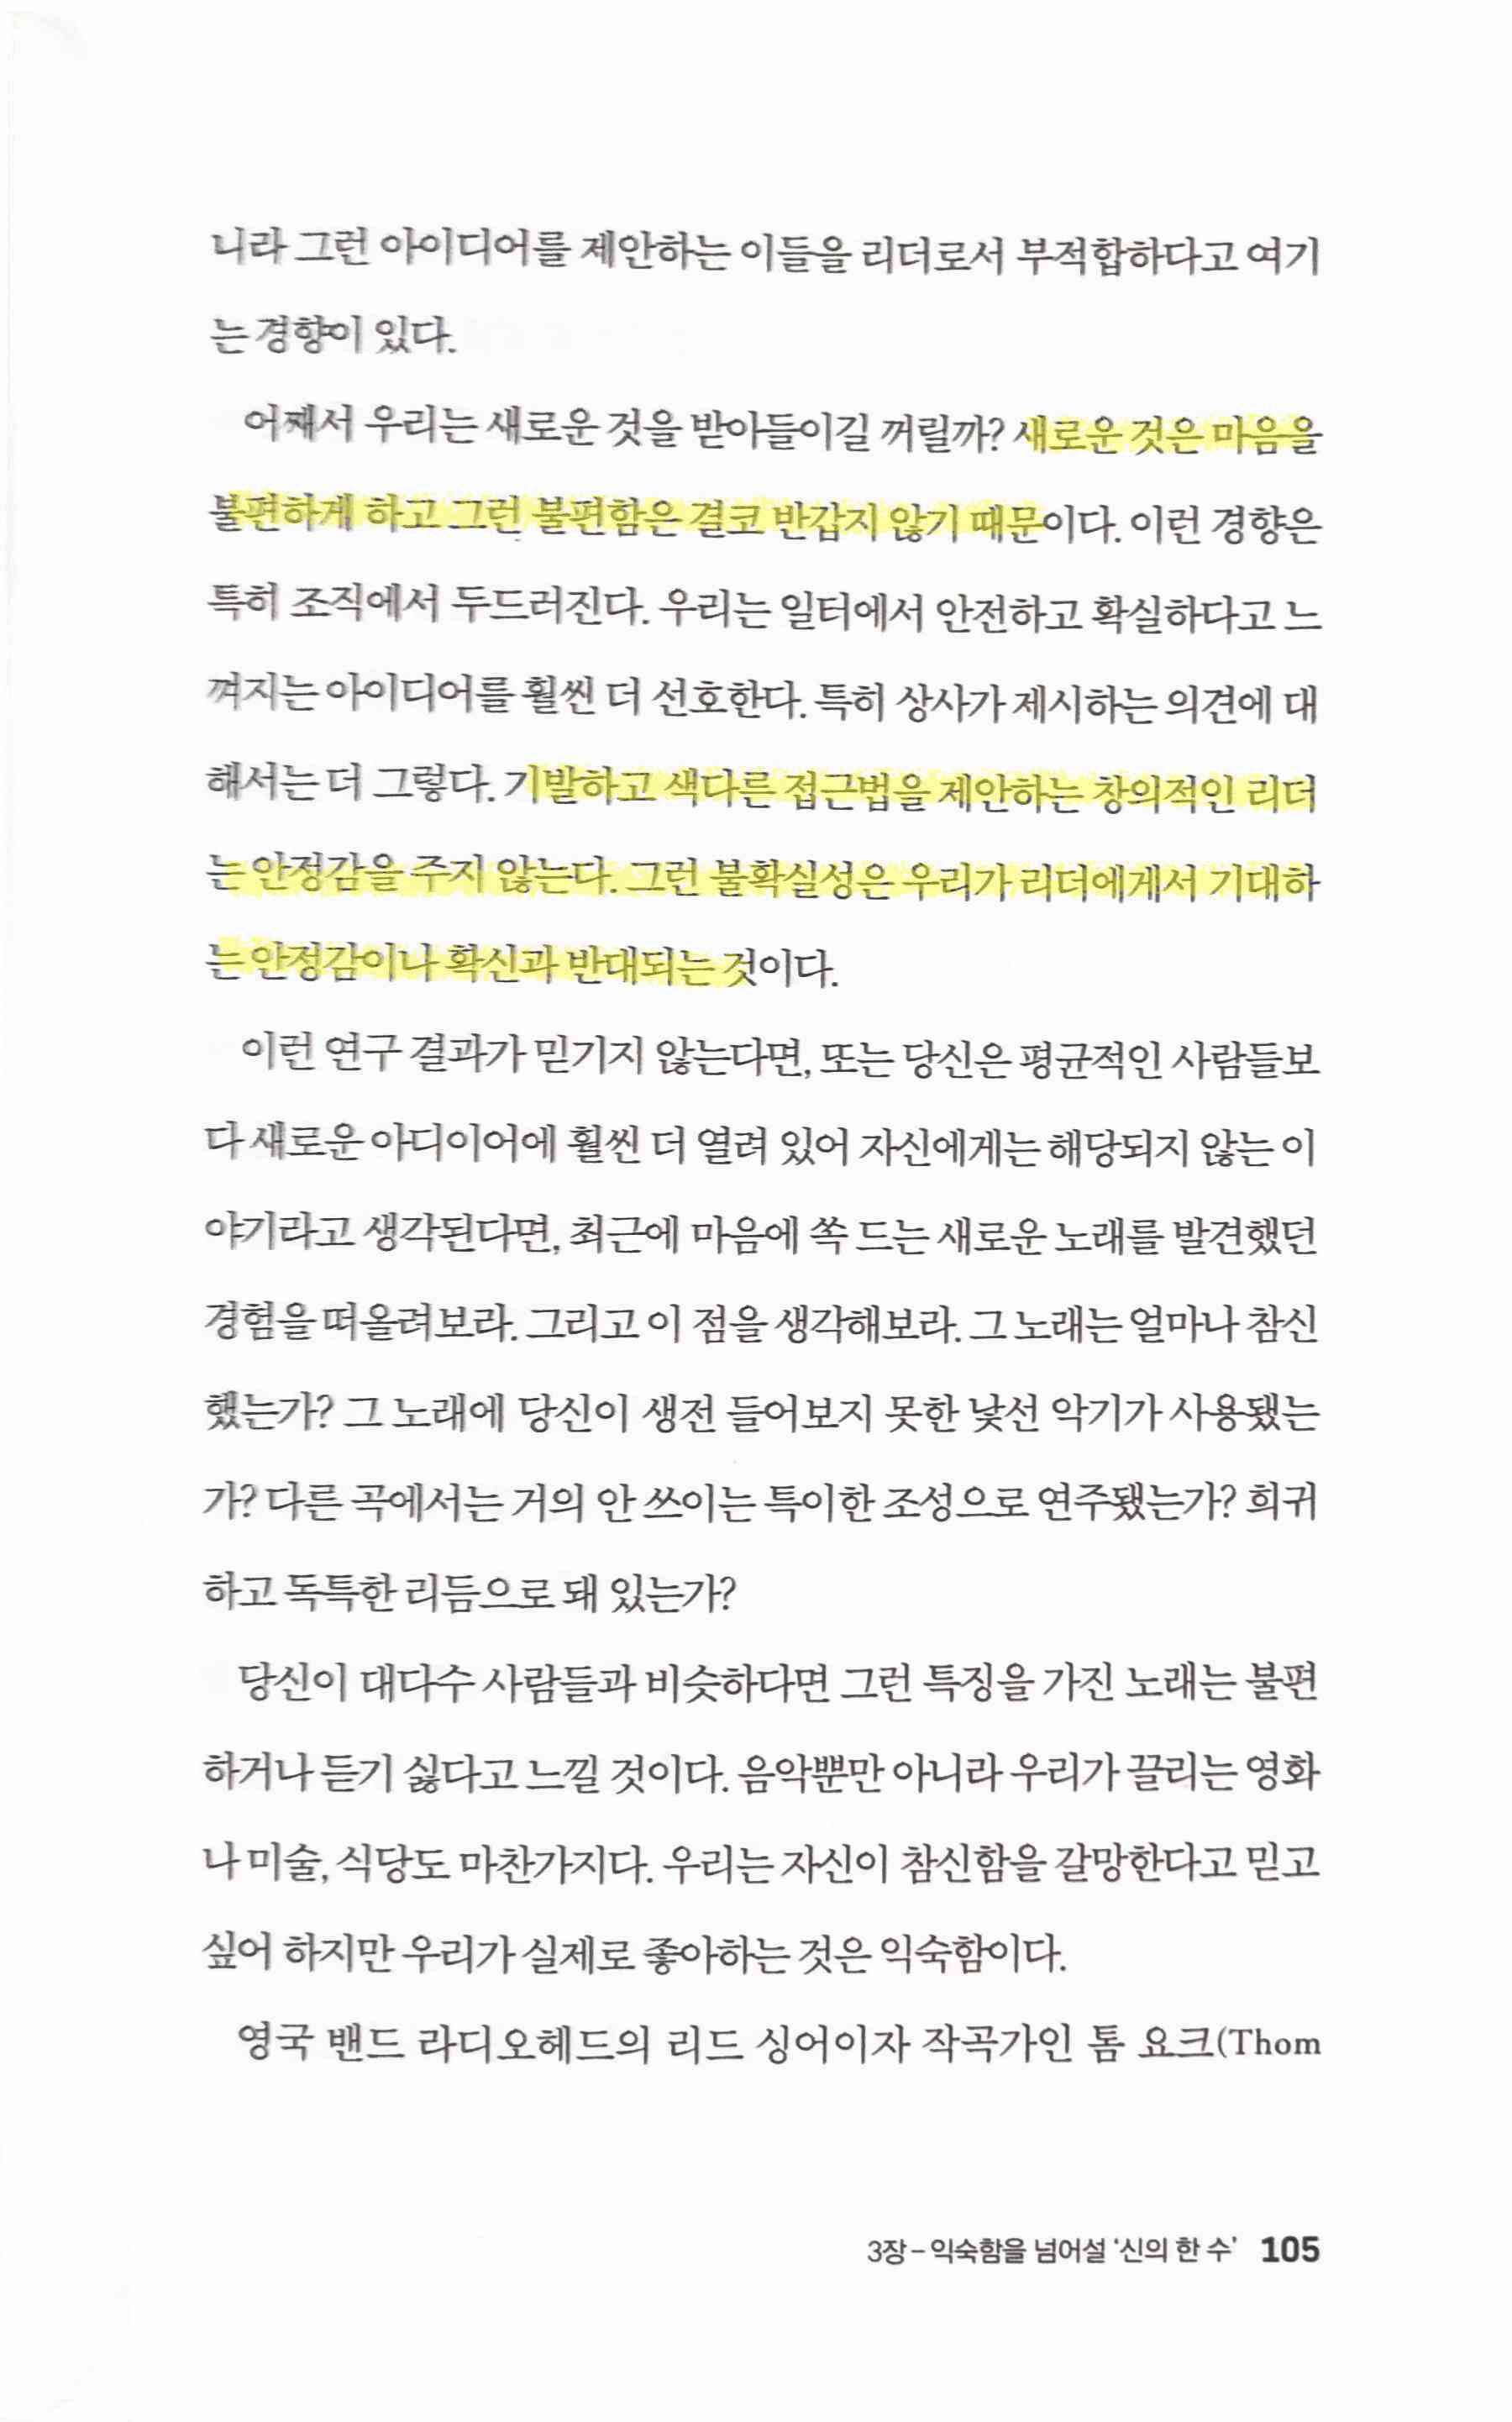 니라 그런 아이디어를 제안하는 이들을 리더로서 부적합하다고 여기
는 경향이 있다.
어째서 우리는 새로운 것을 받아들이길 꺼릴까? 새로운 것은 마음을
불편하게 하고 그런 불편함은 결코 반갑지 않기 때문이다. 이런 경향은
특히 조직에서 두드러진다. 우리는 일터에서 안전하고 확실하다고 느
껴지는 아이디어를 훨씬 더 선호한다. 특히 상사가 제시하는 의견에 대
해서는 더 그렇다. 기발하고 색다른 접근법을 제안하는 창의적인 리더
는 안정감을 주지 않는다. 그런 불확실성은 우리가 리더에게서 기대하
는 안정감이나 확신과 반대되는 것이다.
이런 연구 결과가 믿기지 않는다면, 또는 당신은 평균적인 사람들보
다 새로운 아디이어에 훨씬 더 열려 있어 자신에게는 해당되지 않는 이
야기라고 생각된다면, 최근에 마음에 쏙 드는 새로운 노래를 발견했던
경험을 떠올려보라. 그리고 이 점을 생각해보라. 그 노래는 얼마나 참신
했는가? 그 노래에 당신이 생전 들어보지 못한 낯선 악기가 사용됐는
가? 다른 곡에서는 거의 안 쓰이는 특이한 조성으로 연주됐는가? 희귀
하고 독특한 리듬으로 돼 있는가?
당신이 대다수 사람들과 비슷하다면 그런 특징을 가진 노래는 불편
하거나 듣기 싫다고 느낄 것이다. 음악뿐만 아니라 우리가 끌리는 영화
나 미술, 식당도 마찬가지다. 우리는 자신이 참신함을 갈망한다고 믿고
싶어 하지만 우리가 실제로 좋아하는 것은 익숙함이다.
영국 밴드 라디오헤드의 리드 싱어이자 작곡가인 톰 요크(Thom
3장 – 익숙함을 넘어설 ‘신의 한 수’ 105